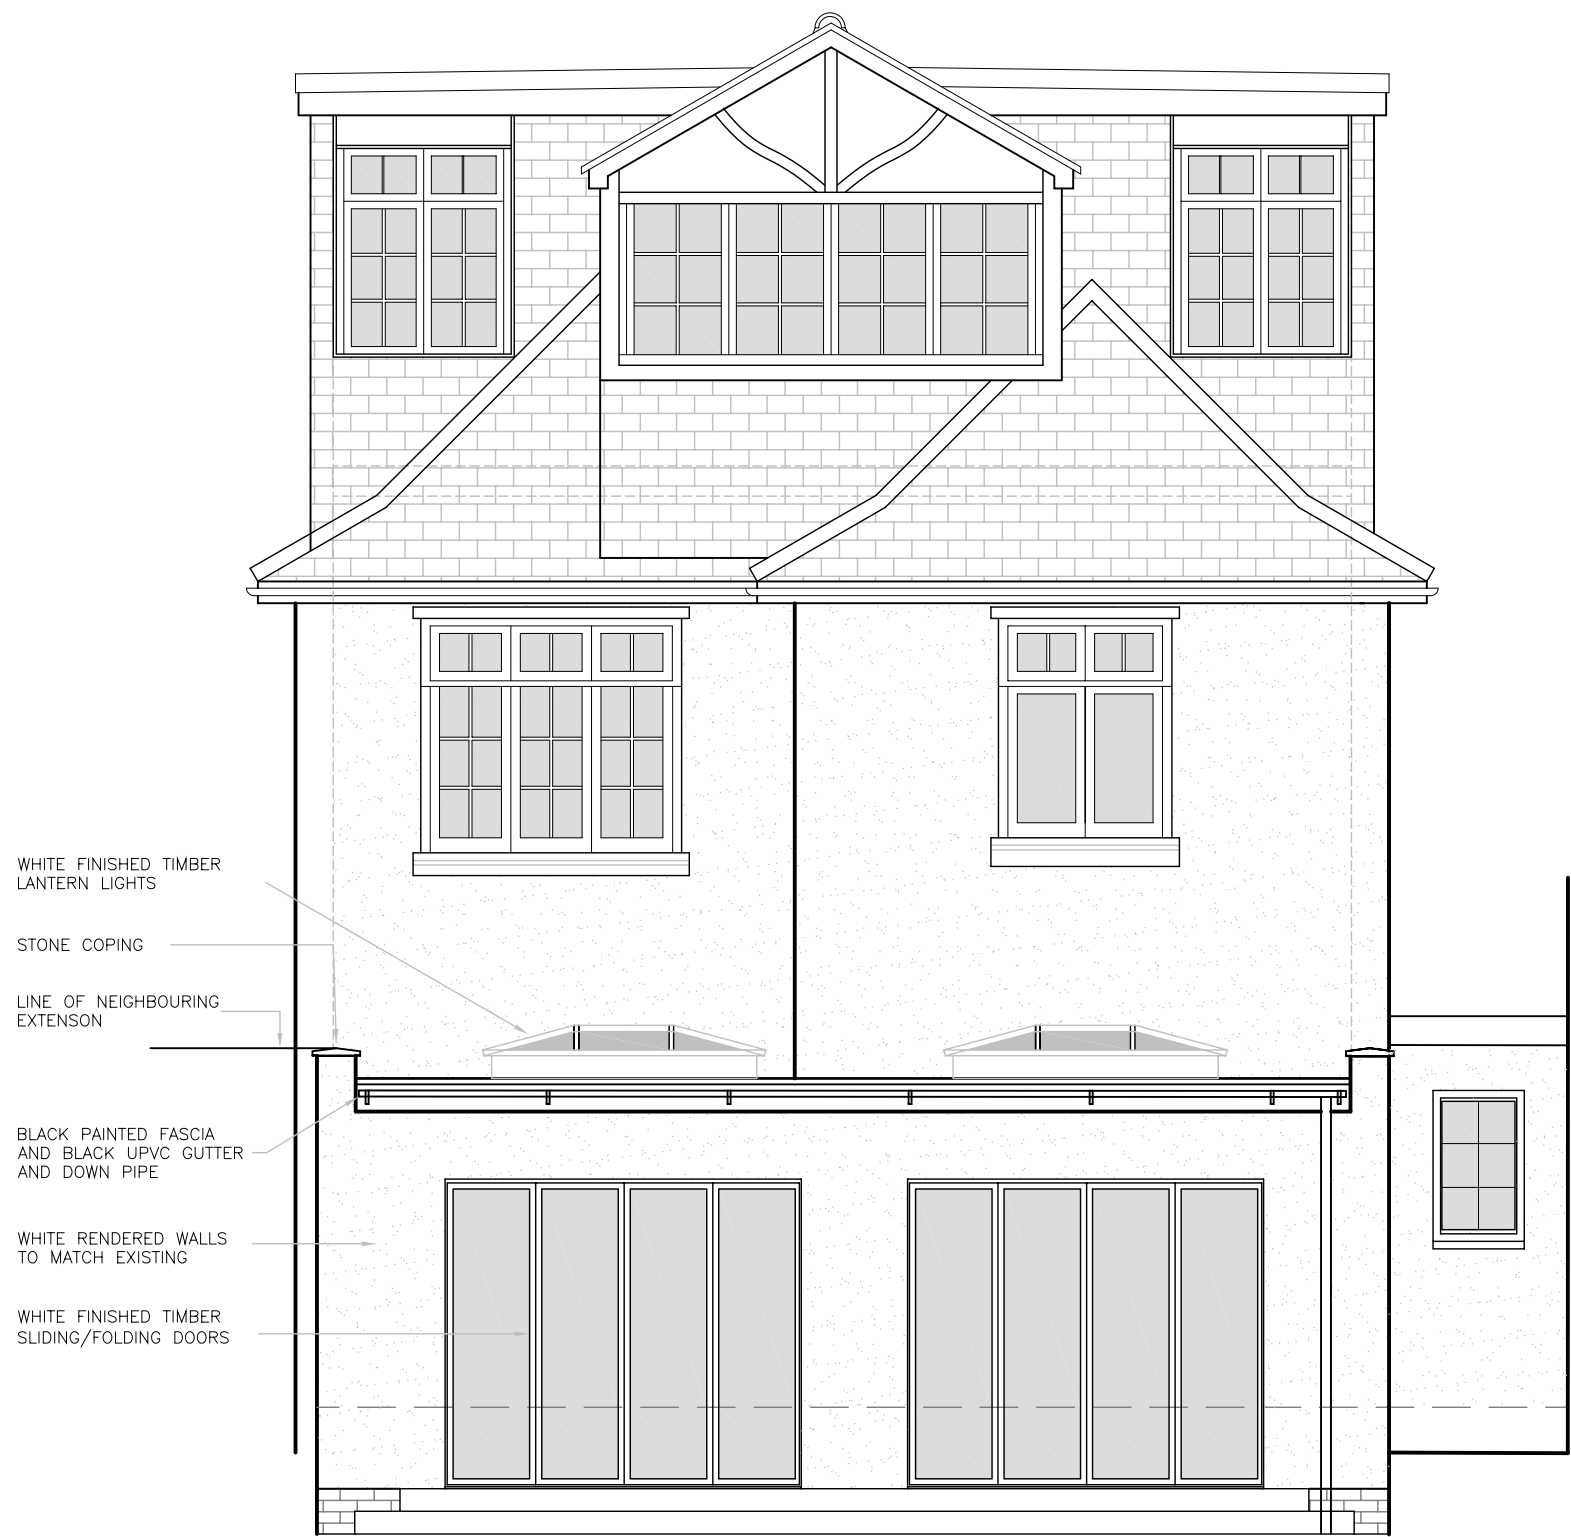 WHITE FINISHED TIMBER
LANTERN LIGHTS
STONE COPING
LINE OF NEIGHBOURING
EXTENSON
BLACK PAINTED FASCIA
AND BLACK UPVC GUTTER
AND DOWN PIPE
WHITE RENDERED WALLS
TO MATCH EXISTING
WHITE FINISHED TIMBER
SLIDING/FOLDING DOORS